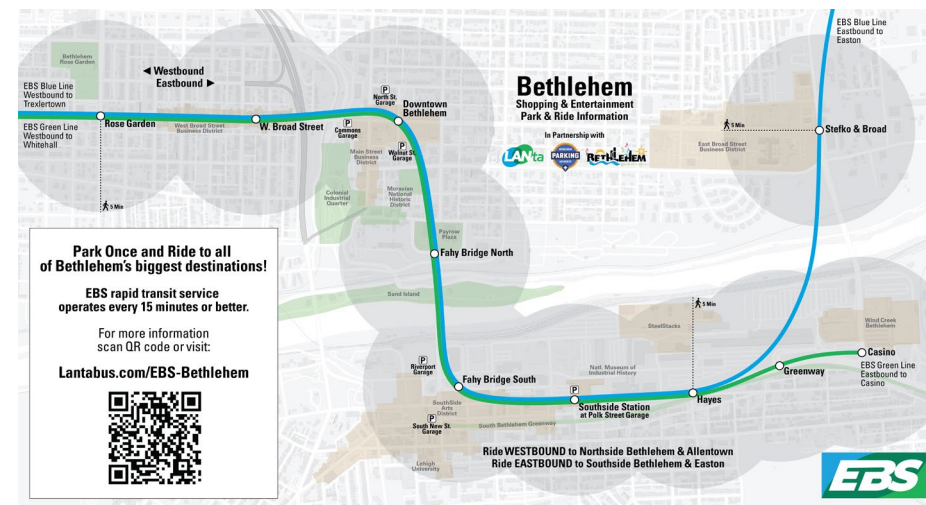 Bethlehem
Rose Garden
◄ Westbound
Eastbound ►
EBS Blue Line
Westbound to
Trexlertown
EBS Green Line
Westbound to
Whitehall
Rose Garden
West Broad Street
Business District
W. Broad Street
P
North St.
Garage
P
Commons
Garage
P
Walnut St.
Garage
Downtown
Bethlehem
Main Street
Business
District
Colonial
Industrial
Quarter
Moravian
National
Historic
District
Payrow
Plaza
Fahy Bridge North
Sand Island
5 Min
Bethlehem
Shopping & Entertainment
Park & Ride Information
In Partnership with
LANta
PARKING
BETHLEHEM
EBS Blue Line
Eastbound to
Easton
5 Min
Stefko & Broad
East Broad Street
Business District
Park Once and Ride to all
of Bethlehem's biggest destinations!
EBS rapid transit service
operates every 15 minutes or better.
For more information
scan QR code or visit:
Lantabus.com/EBS-Bethlehem
5 Min
SteelStacks
Wind Creek
Bethlehem
Casino
EBS Green Line
Eastbound to
Casino
Greenway
Natl. Museum of
Industrial History
P
Riverport
Garage
Fahy Bridge South
P
Southside Station
at Polk Street Garage
Hayes
SouthSide
Arts
District
P
South New St.
Garage
South Bethlehem Greenway
Lehigh
University
Ride WESTBOUND to Northside Bethlehem & Allentown
Ride EASTBOUND to Southside Bethlehem & Easton
EBS